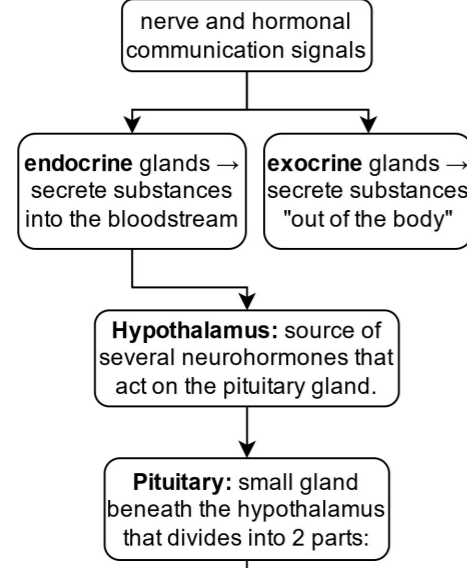 nerve and hormonal
communication signals
endocrine glands →
secrete substances
into the bloodstream
exocrine glands →
secrete substances
"out of the body"
Hypothalamus: source of
several neurohormones that
act on the pituitary gland.
Pituitary: small gland
beneath the hypothalamus
that divides into 2 parts: